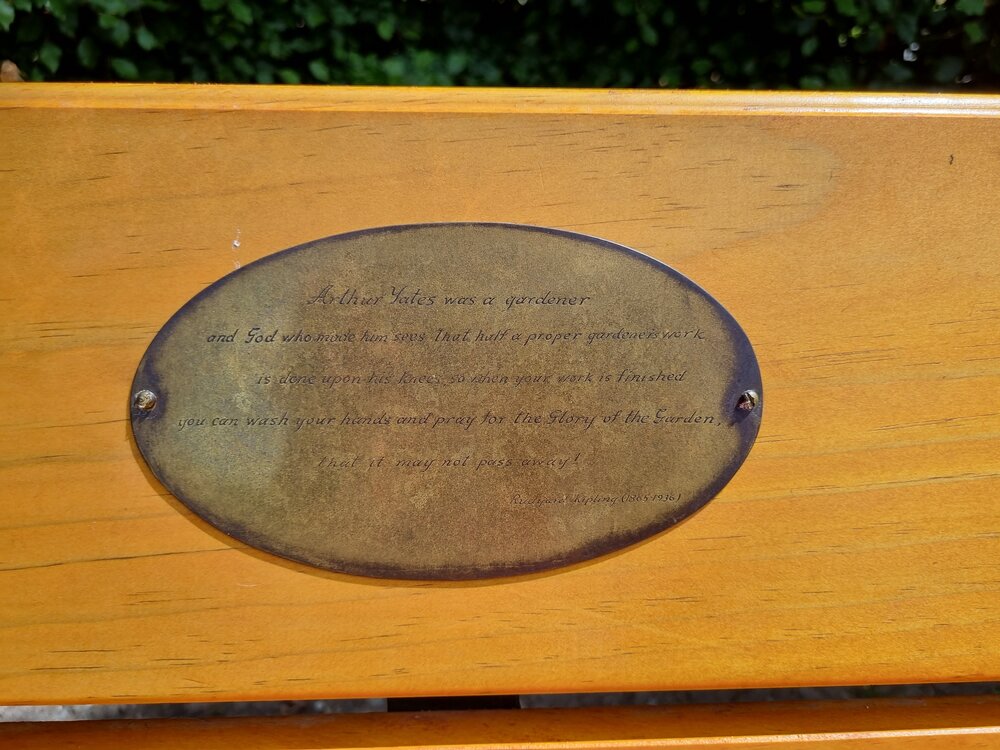 Arthur Yates was a gardener
and God who made him sees That half a proper gardener's work
is done upon his knees, so when your work is finished
you can wash your hands and pray for the Glory of the Garden,
that it may not pass away!
Rudyard Kipling (1865-1936)